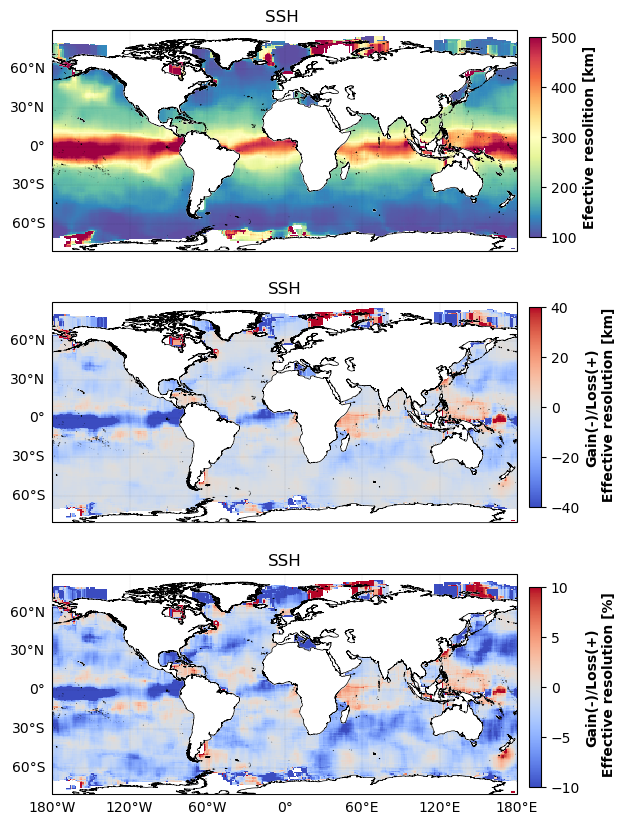 SSH
60°N
30°N
0°
30°S
60°S
500
400
300
200
100
Efective resolition [km]
SSH
60°N
30°N
0°
30°S
60°S
40
20
0
−20
−40
Gain(-)/Loss(+)
Effective resolution [km]
SSH
60°N
30°N
0°
30°S
60°S
180°W 120°W 60°W 0° 60°E 120°E 180°E
10
5
0
−5
−10
Gain(-)/Loss(+)
Effective resolution [%]